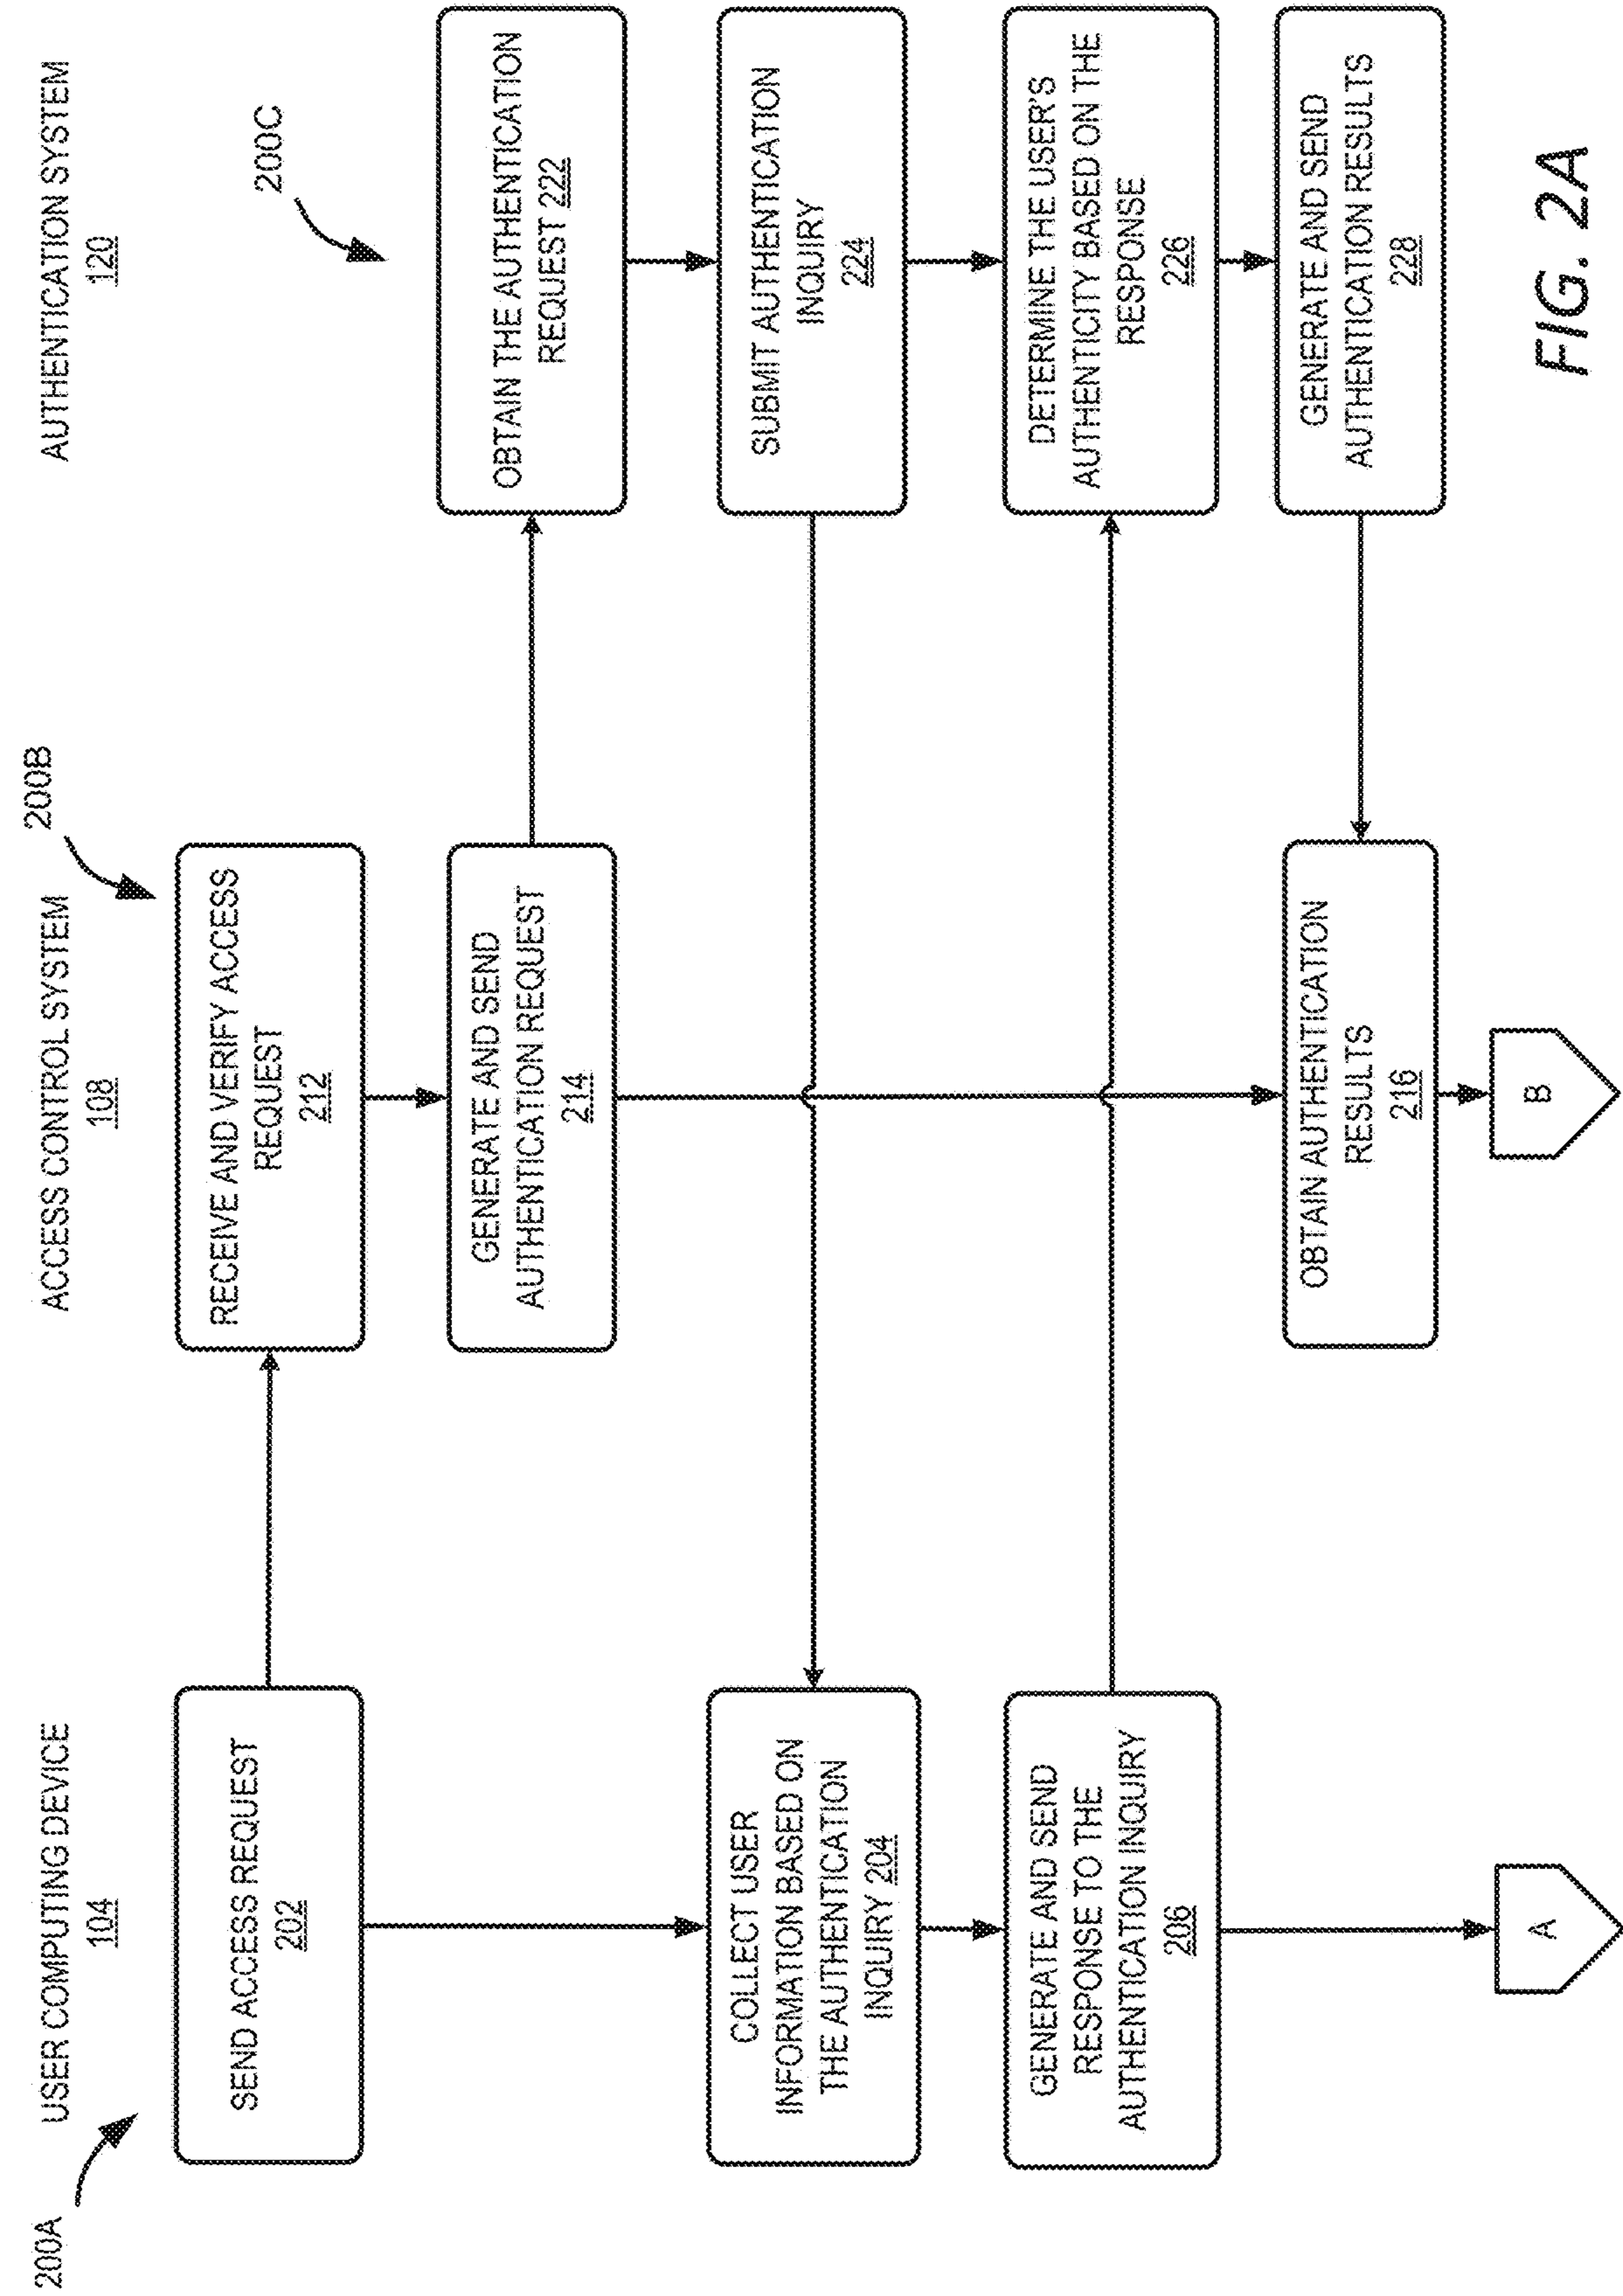 200A
USER COMPUTING DEVICE
104
SEND ACCESS REQUEST
202
COLLECT USER
INFORMATION BASED ON
THE AUTHENTICATION
INQUIRY 204
GENERATE AND SEND
RESPONSE TO THE
AUTHENTICATION INQUIRY
206
A
ACCESS CONTROL SYSTEM
108
200B
RECEIVE AND VERIFY ACCESS
REQUEST
212
GENERATE AND SEND
AUTHENTICATION REQUEST
214
OBTAIN AUTHENTICATION
RESULTS
216
B
AUTHENTICATION SYSTEM
120
200C
OBTAIN THE AUTHENTICATION
REQUEST 222
SUBMIT AUTHENTICATION
INQUIRY
224
DETERMINE THE USER'S
AUTHENTICITY BASED ON THE
RESPONSE
226
GENERATE AND SEND
AUTHENTICATION RESULTS
228
FIG. 2A